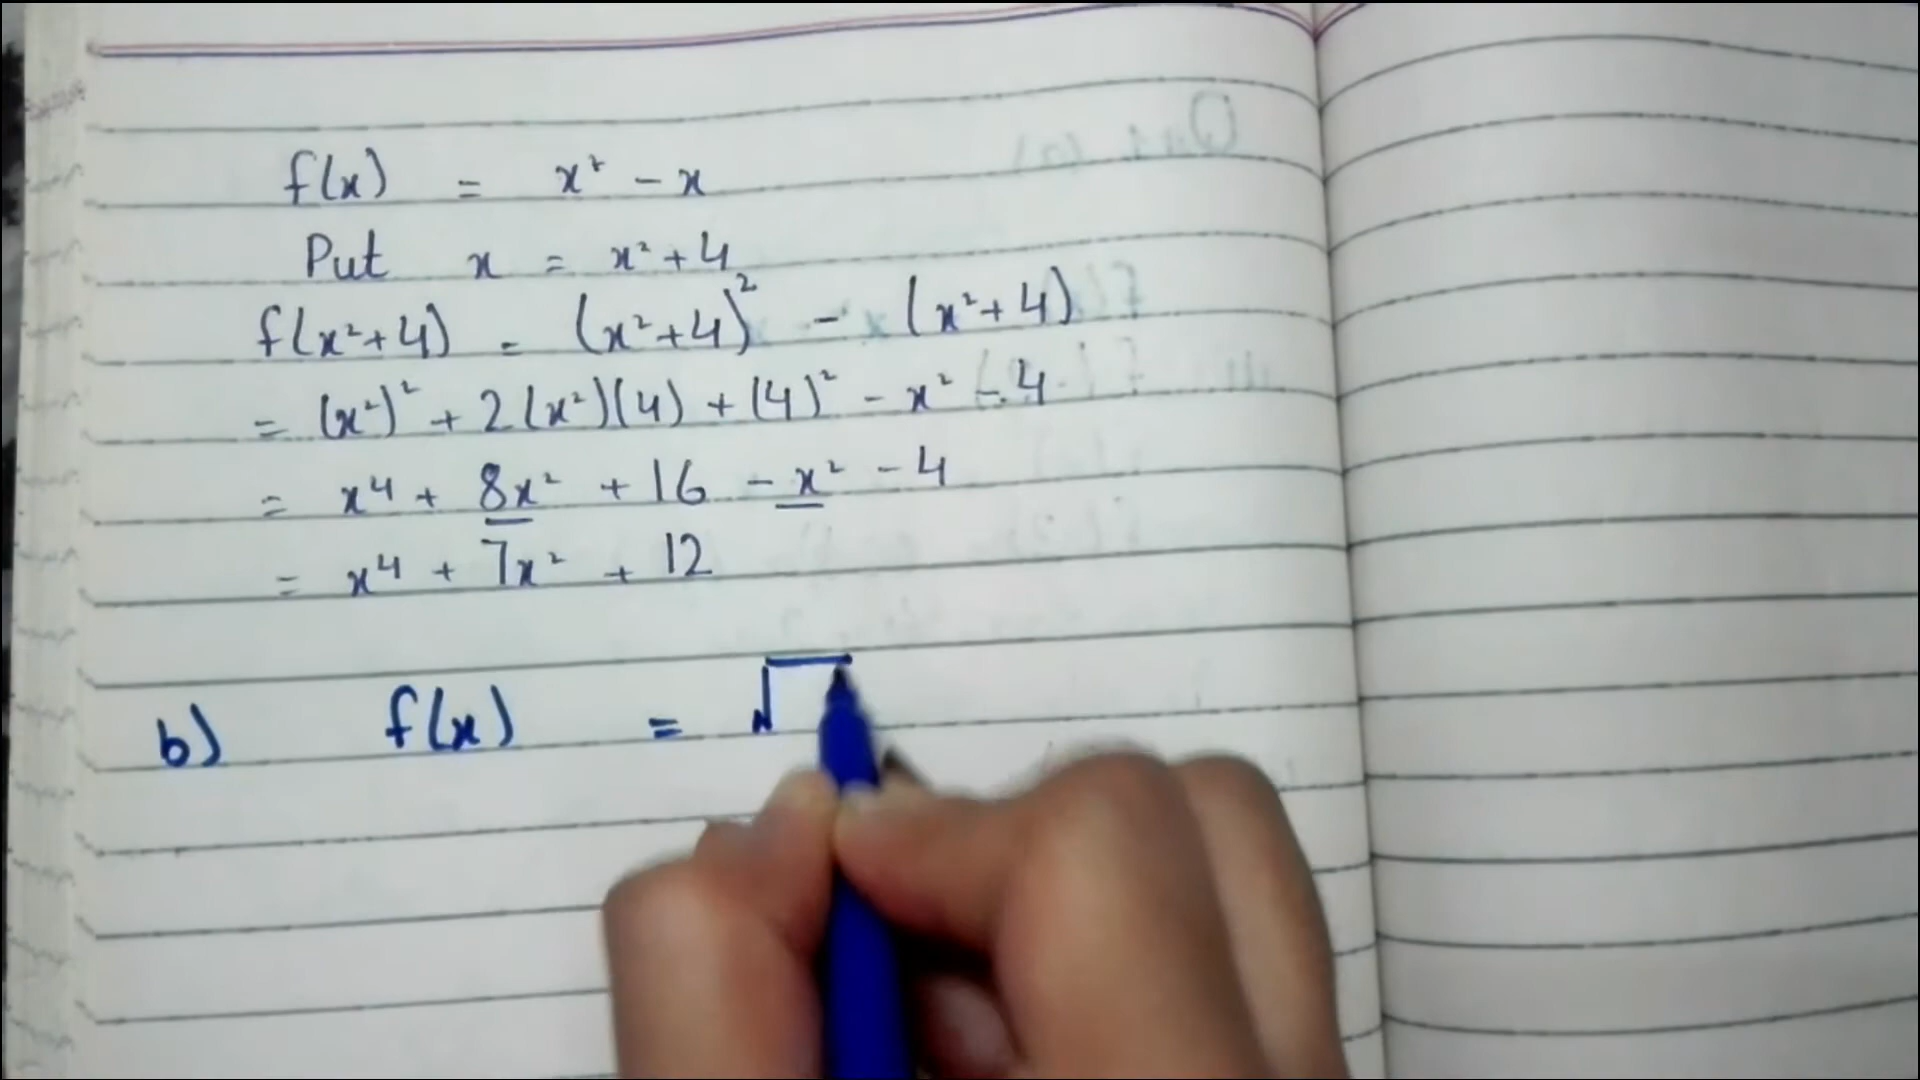 f(x) = x² - x
Put x = x² + 4
f(x²+4) = (x²+4)² - (x²+4)
= (x²)² + 2(x²)(4) + (4)² - x² - 4
= x⁴ + 8x² + 16 - x² - 4
= x⁴ + 7x² + 12
b) f(x) = √